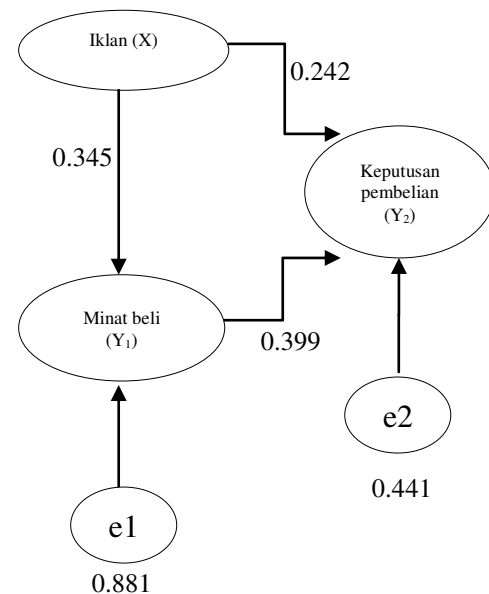 Iklan (X)
0.242
0.345
Keputusan
pembelian
(Y₂)
Minat beli
(Y₁)
0.399
e2
0.441
e1
0.881